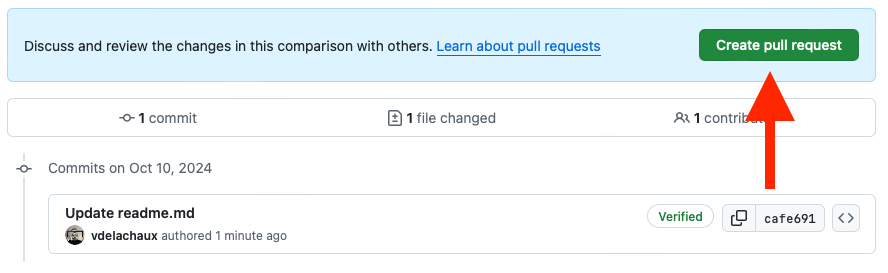 Discuss and review the changes in this comparison with others. Learn about pull requests
Create pull request
1 commit
1 file changed
1
Commits on Oct 10, 2024
Update readme.md
vdelachaux authored 1 minute ago
Verified
cafe691